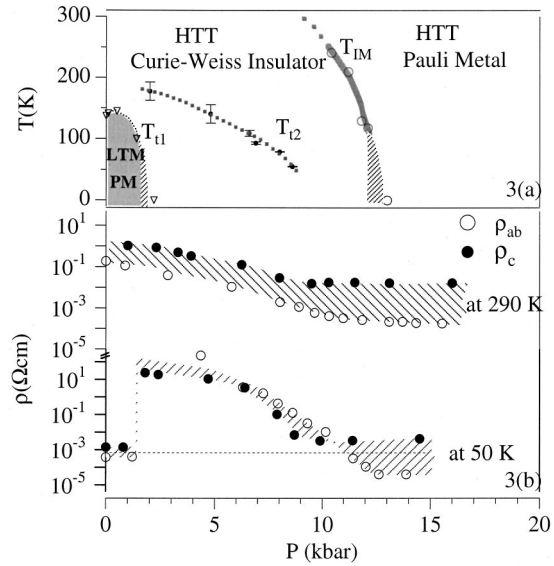 300
200
100
0
T(K)
HTT
Curie-Weiss Insulator
HTT
Pauli Metal
T_IM
T_t1
T_t2
LTM
PM
3(a)
ρ_ab
ρ_c
10^1
10^-1
10^-3
10^-5
at 290 K
ρ(Ωcm)
10^1
10^-1
10^-3
10^-5
at 50 K
3(b)
0 5 10 15 20
P (kbar)